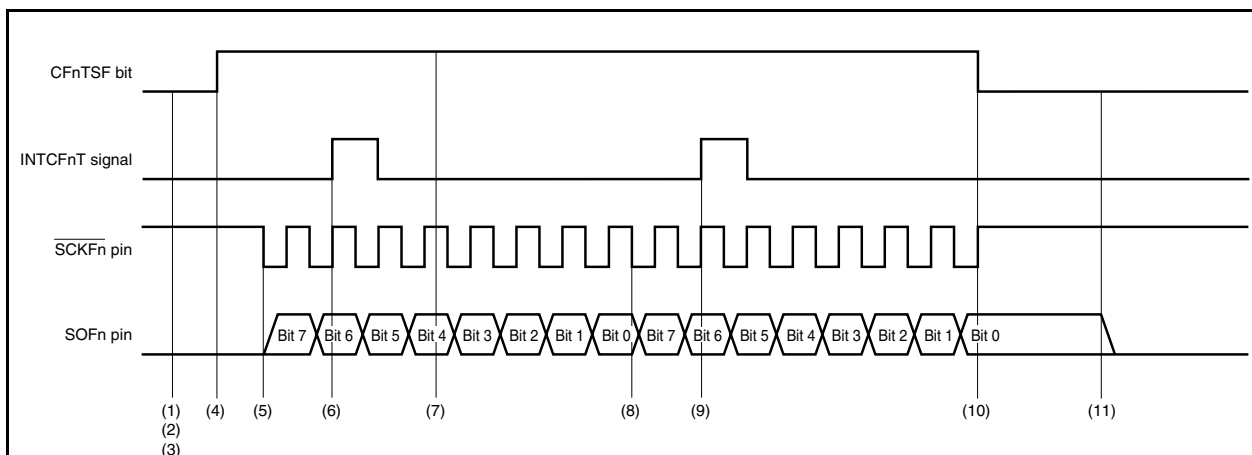 CFnTSF bit
INTCFnT signal
SCKFn pin
SOFn pin
Bit 7 Bit 6 Bit 5 Bit 4 Bit 3 Bit 2 Bit 1 Bit 0 Bit 7 Bit 6 Bit 5 Bit 4 Bit 3 Bit 2 Bit 1 Bit 0
(1) (4) (5) (6) (7) (8) (9) (10) (11)
(2)
(3)